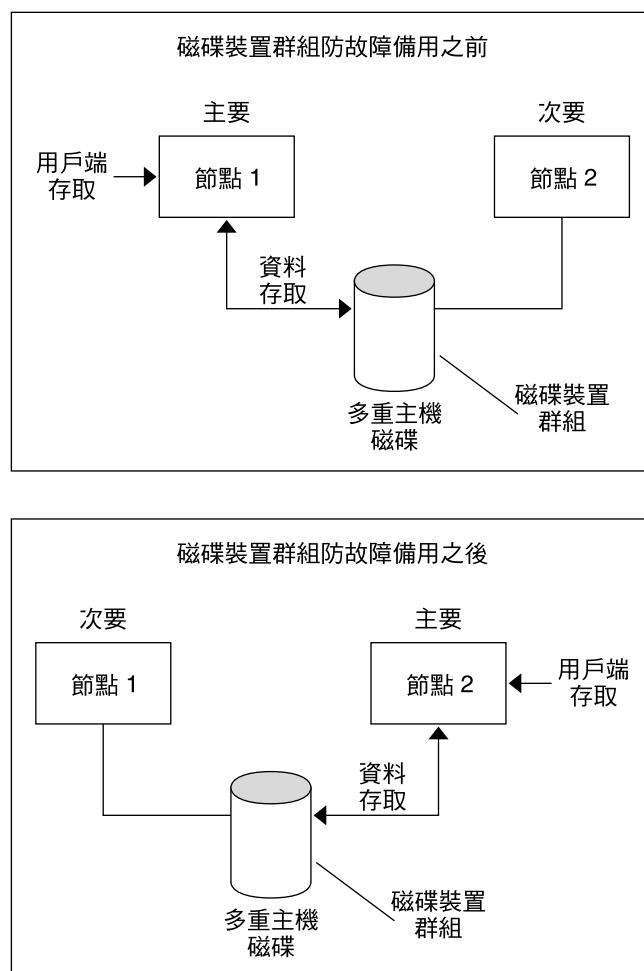 磁碟裝置群組防故障備用之前
主要
次要
用戶端
存取
節點 1
節點 2
資料
存取
多重主機
磁碟
磁碟裝置
群組
磁碟裝置群組防故障備用之後
次要
主要
節點 1
節點 2
用戶端
存取
資料
存取
多重主機
磁碟
磁碟裝置
群組